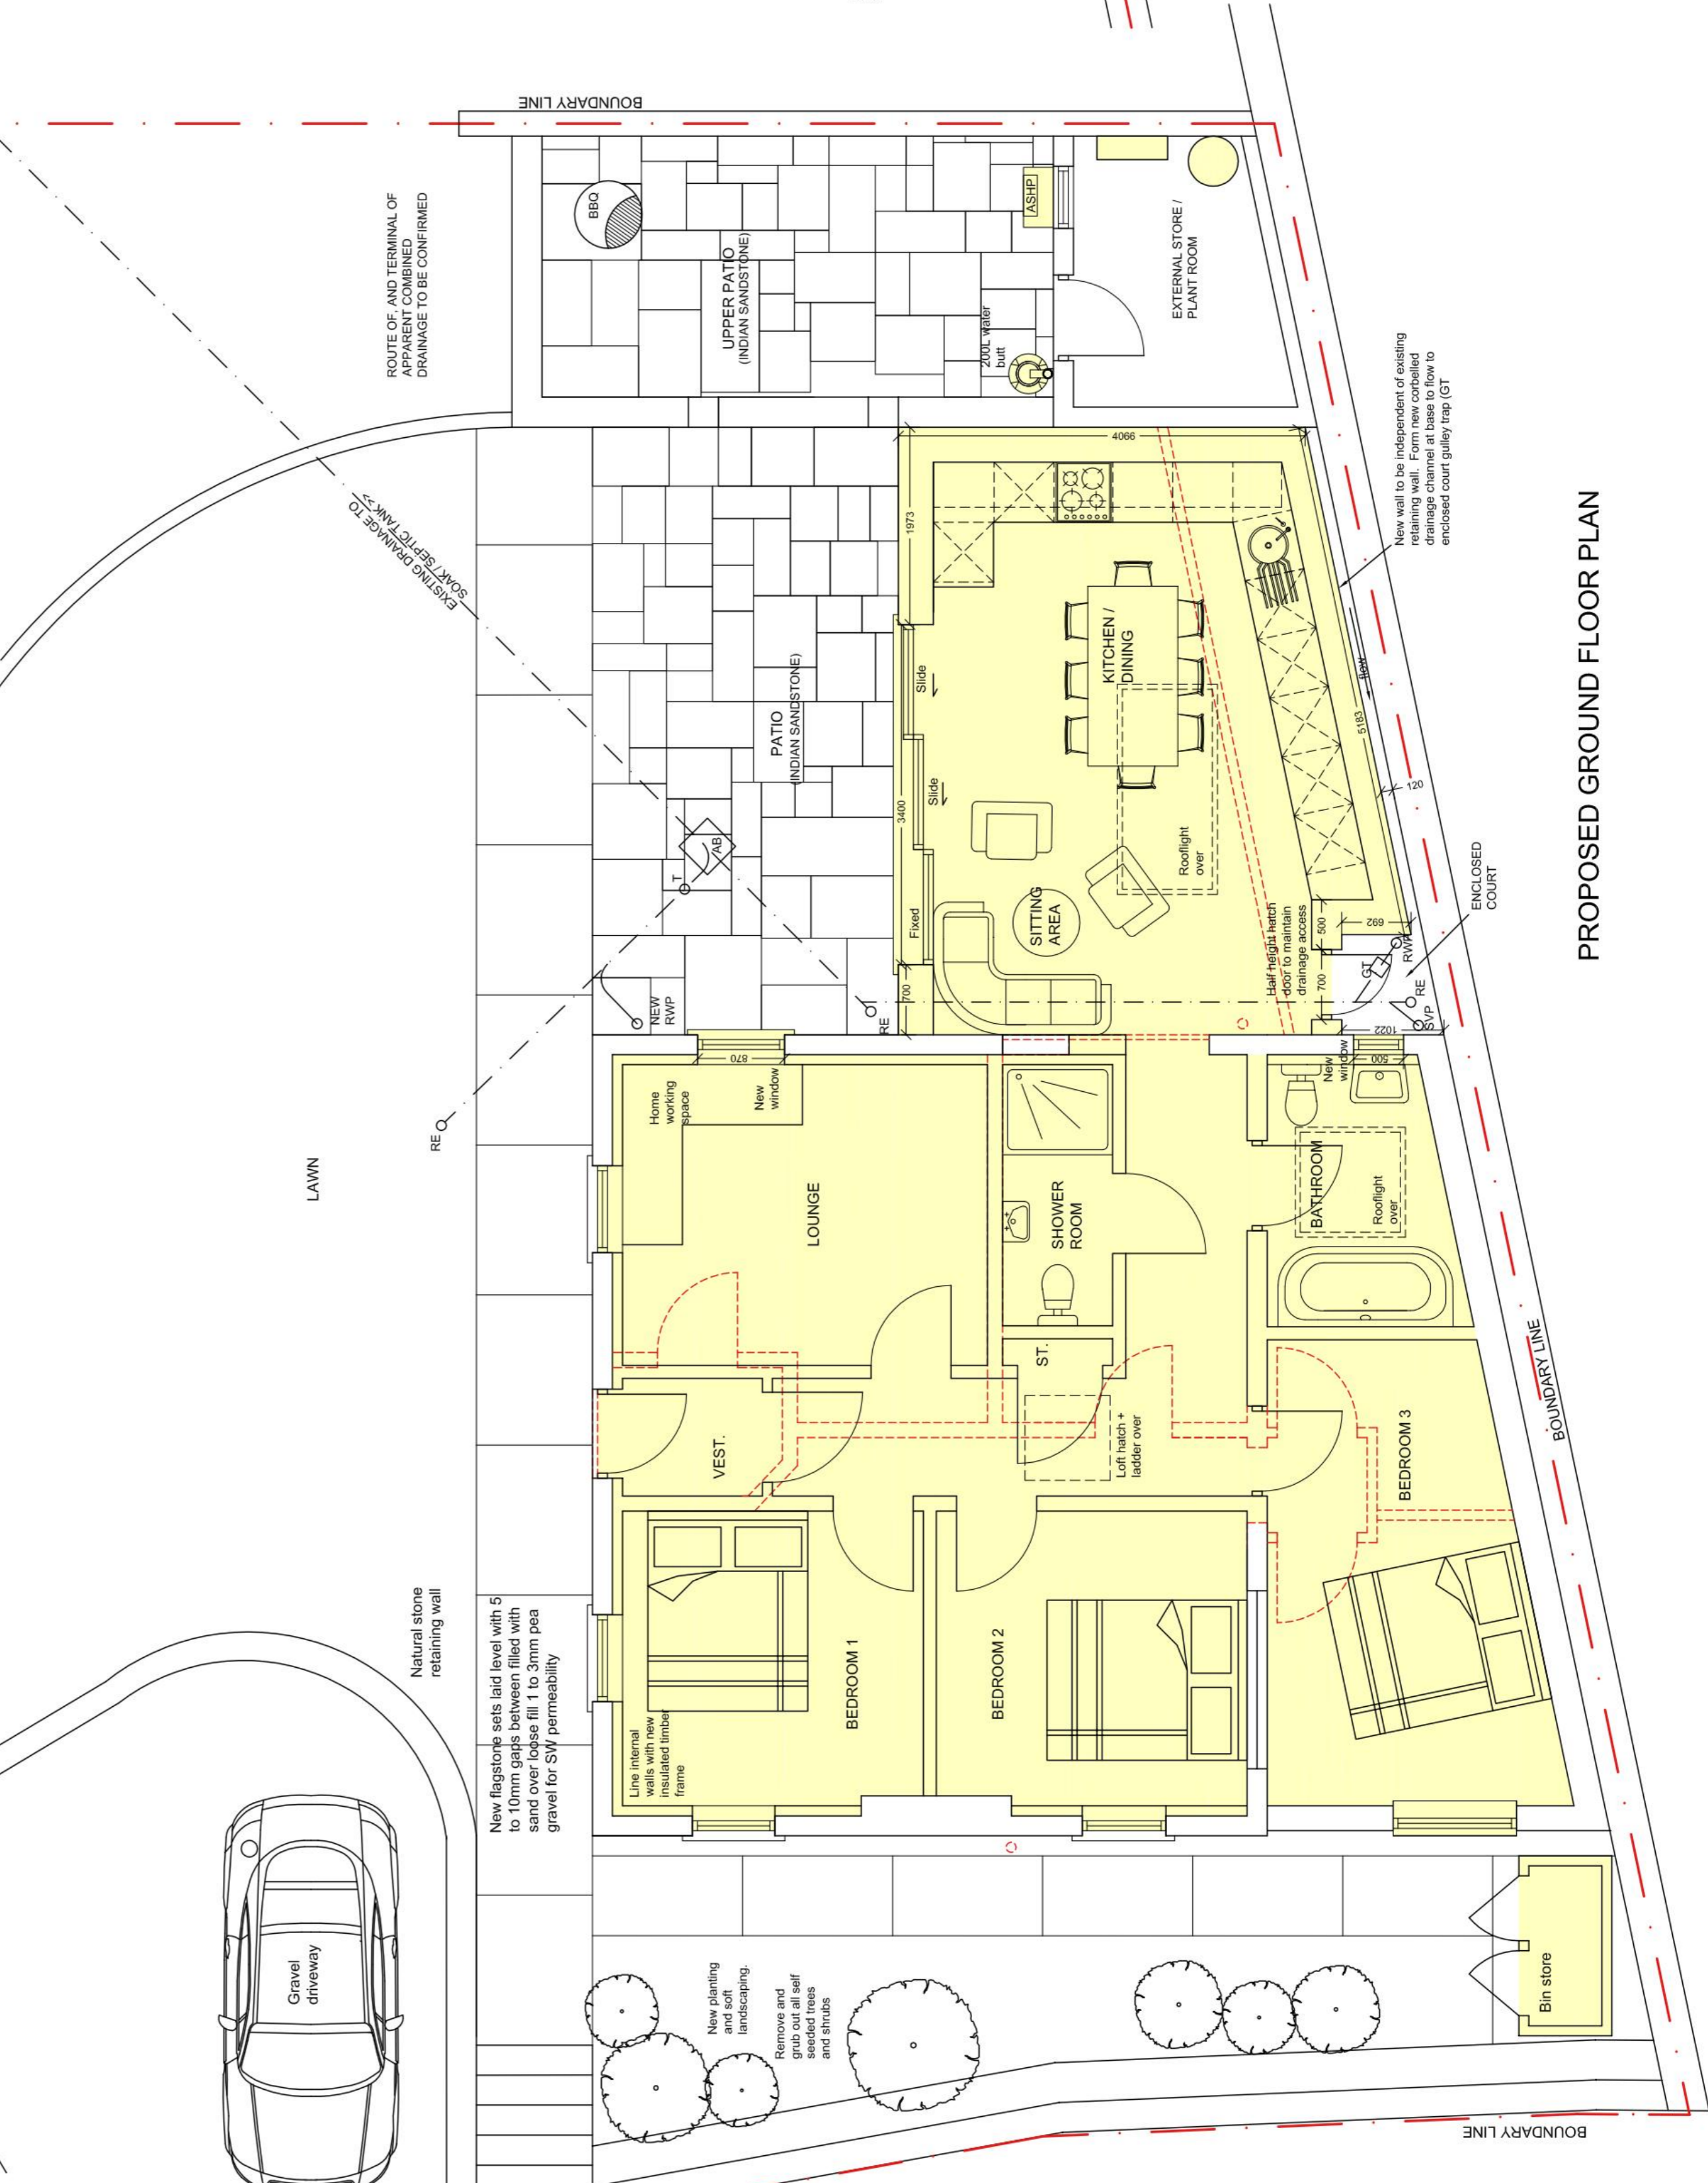 BOUNDARY LINE
ROUTE OF, AND TERMINAL OF
APPARENT COMBINED
DRAINAGE TO BE CONFIRMED
BBQ
UPPER PATIO
(INDIAN SANDSTONE)
ASHP
200L water
butt
EXTERNAL STORE /
PLANT ROOM
EXISTING DRAINAGE TO
SOAK / SEPTIC TANK >>
New wall to be independent of existing
retaining wall. Form new corbelled
drainage channel at base to flow to
enclosed court gulley trap (GT
4066
1973
PATIO
(INDIAN SANDSTONE)
Slide
Slide
3400
Fixed
700
KITCHEN /
DINING
Rooflight
over
SITTING
AREA
flow
5183
120
T
AB
NEW
RWP
RE
RE
Half height hatch
door to maintain
drainage access
500
692
700
GT
RWP
RE
SVP
1022
ENCLOSED
COURT
PROPOSED GROUND FLOOR PLAN
LAWN
870
Home
working
space
New
window
LOUNGE
SHOWER
ROOM
New
window
500
BATHROOM
Rooflight
over
ST.
VEST.
Loft hatch +
ladder over
BEDROOM 3
BOUNDARY LINE
Natural stone
retaining wall
New flagstone sets laid level with 5
to 10mm gaps between filled with
sand over loose fill 1 to 3mm pea
gravel for SW permeability
Line internal
walls with new
insulated timber
frame
BEDROOM 1
BEDROOM 2
Gravel
driveway
New planting
and soft
landscaping.
Remove and
grub out all self
seeded trees
and shrubs
Bin store
BOUNDARY LINE